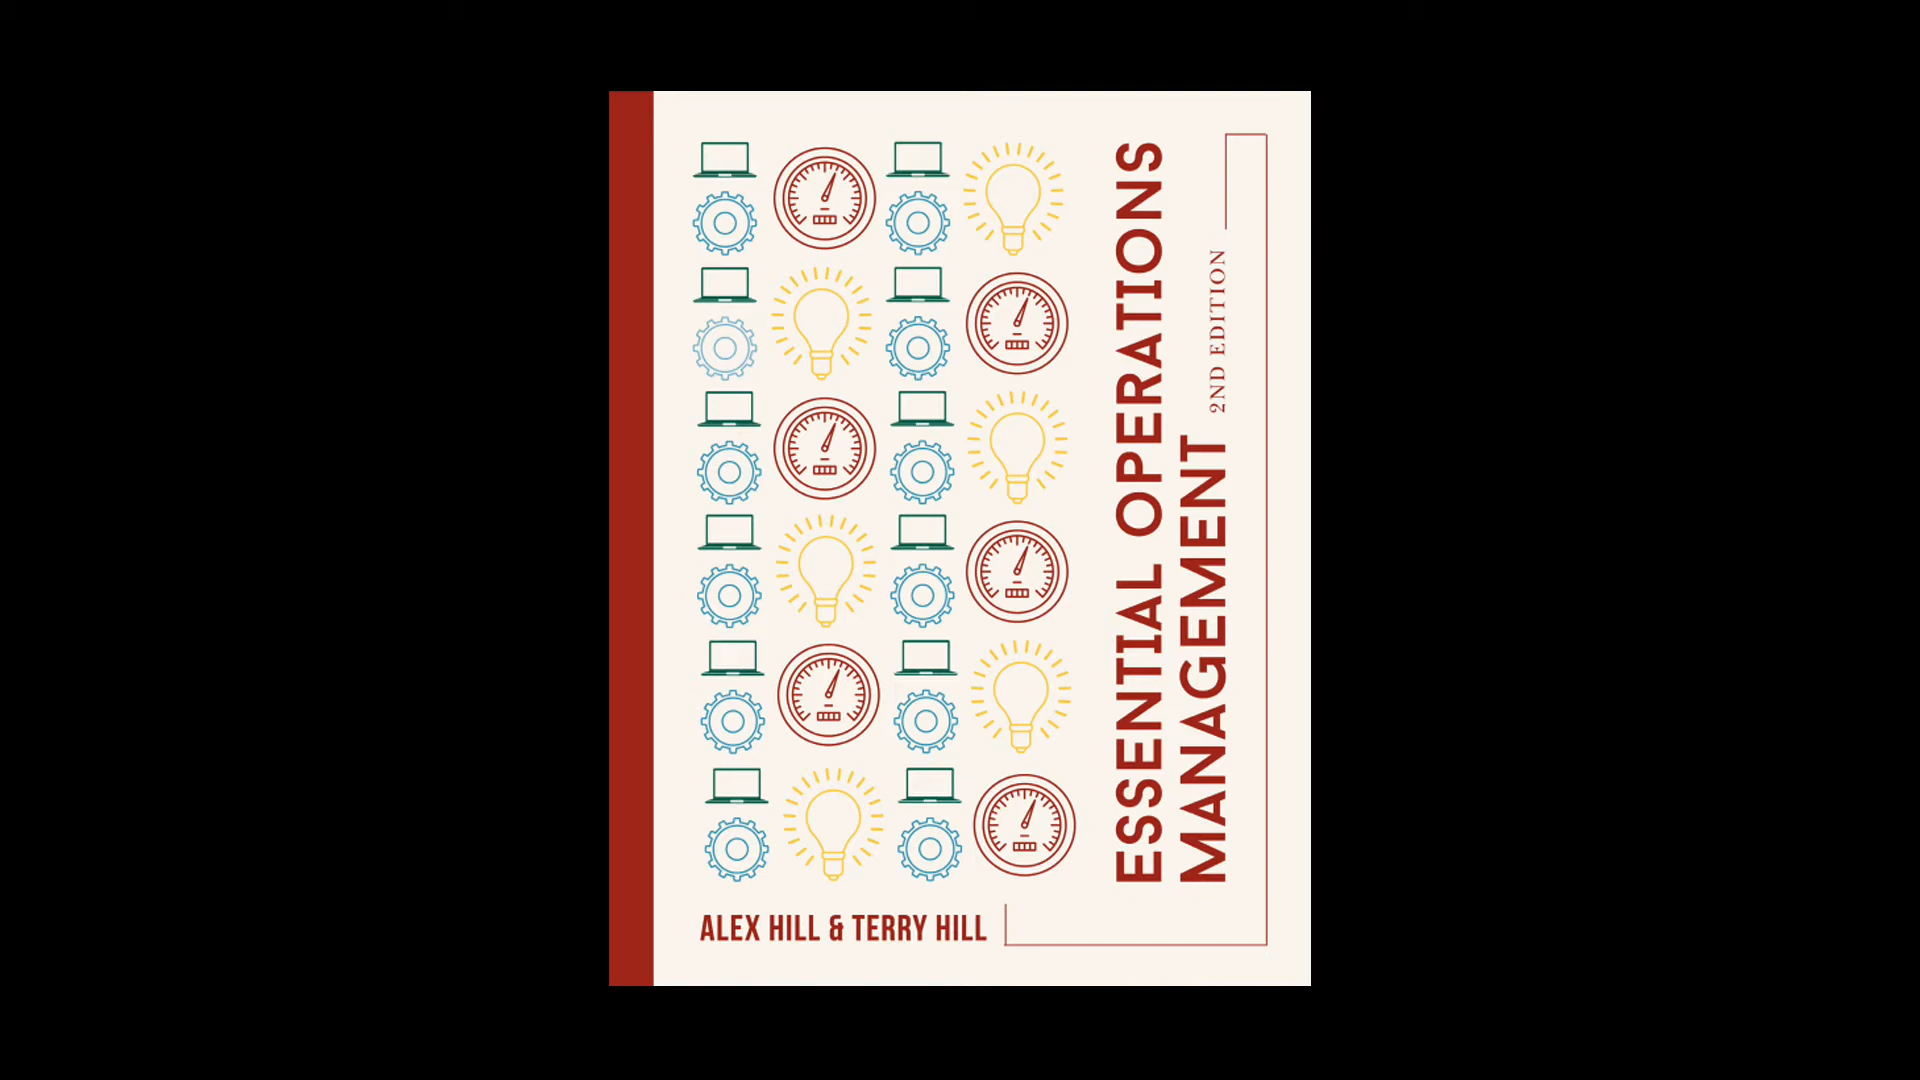 ESSENTIAL OPERATIONS
MANAGEMENT 2ND EDITION
ALEX HILL & TERRY HILL